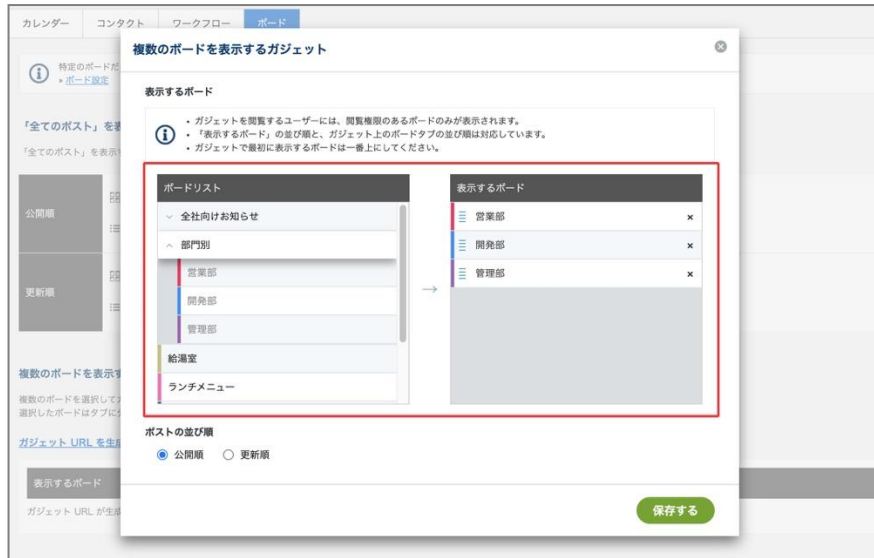 カレンダー
コンタクト
ワークフロー
ボード
特定のボードだ
» ボード設定
「全てのポスト」を表
「全てのポスト」を表示す
公開順
更新順
複数のボードを表示す
複数のボードを選択して
選択したボードはタブに
ガジェット URL を生
表示するボード
ガジェット URL が生成
複数のボードを表示するガジェット
表示するボード
・ ガジェットを閲覧するユーザーには、閲覧権限のあるボードのみが表示されます。
・ 「表示するボード」の並び順と、ガジェット上のボードタブの並び順は対応しています。
・ ガジェットで最初に表示するボードは一番上にしてください。
ボードリスト
全社向けお知らせ
部門別
営業部
開発部
管理部
給湯室
ランチメニュー
→
表示するボード
営業部 ×
開発部 ×
管理部 ×
ポストの並び順
公開順 更新順
保存する